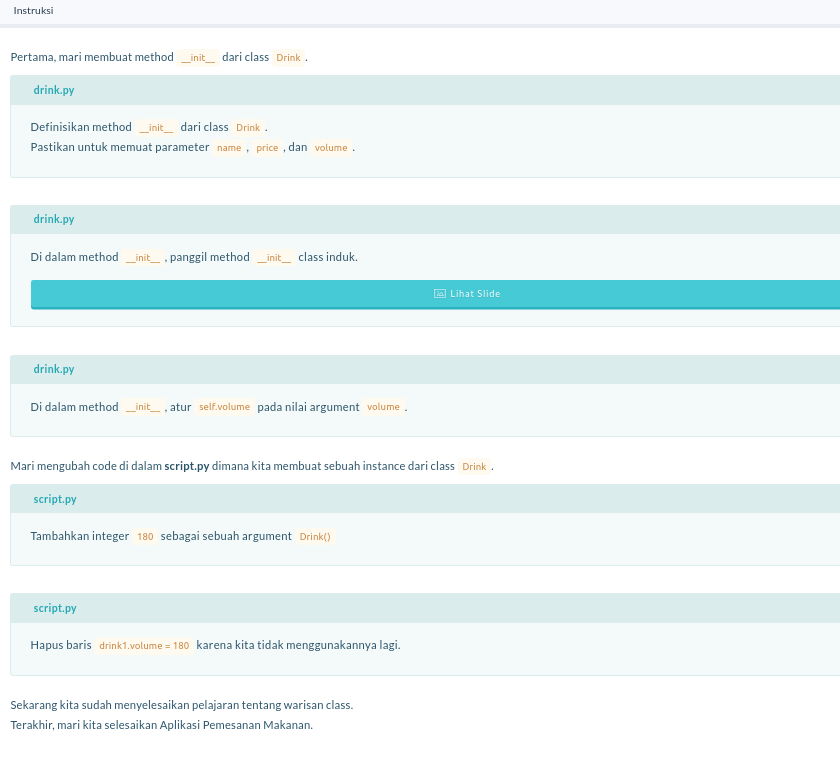 Instruksi
Pertama, mari membuat method __init__ dari class Drink .
drink.py
Definisikan method __init__ dari class Drink .
Pastikan untuk memuat parameter name , price , dan volume .
drink.py
Di dalam method __init__ , panggil method __init__ class induk.
Lihat Slide
drink.py
Di dalam method __init__ , atur self.volume pada nilai argument volume .
Mari mengubah code di dalam script.py dimana kita membuat sebuah instance dari class Drink .
script.py
Tambahkan integer 180 sebagai sebuah argument Drink()
script.py
Hapus baris drink1.volume = 180 karena kita tidak menggunakannya lagi.
Sekarang kita sudah menyelesaikan pelajaran tentang warisan class.
Terakhir, mari kita selesaikan Aplikasi Pemesanan Makanan.